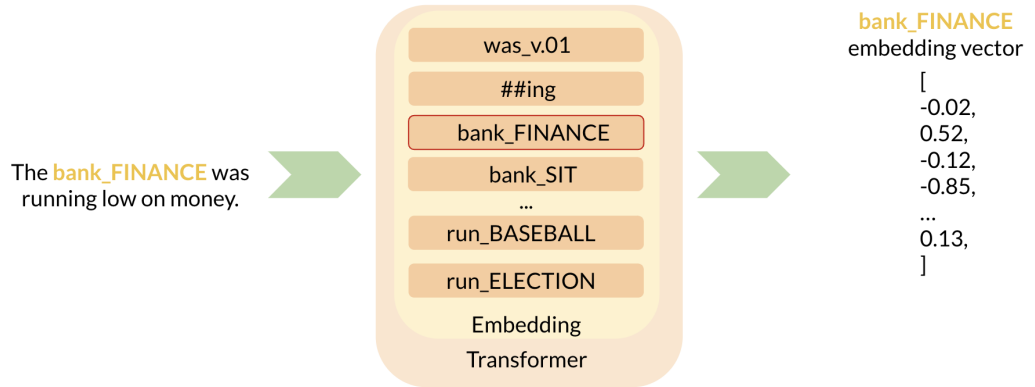 The bank_FINANCE was
running low on money.
was_v.01
##ing
bank_FINANCE
bank_SIT
...
run_BASEBALL
run_ELECTION
Embedding
Transformer
bank_FINANCE
embedding vector
[
-0.02,
0.52,
-0.12,
-0.85,
...
0.13,
]